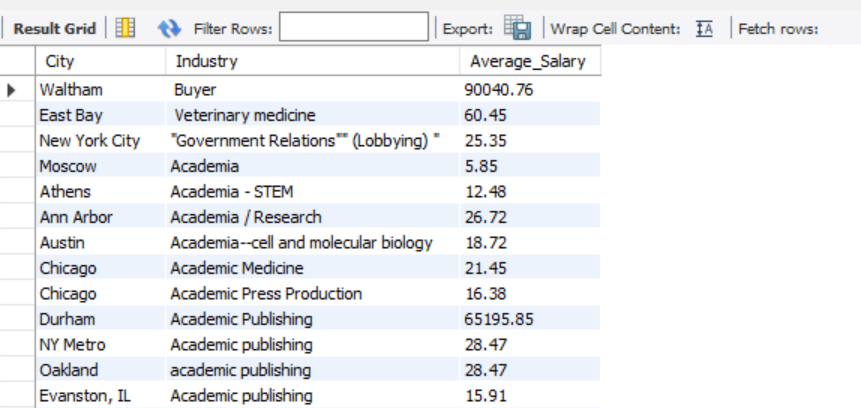 Result Grid Filter Rows: Export: Wrap Cell Content: Fetch rows:
City Industry Average_Salary
Waltham Buyer 90040.76
East Bay Veterinary medicine 60.45
New York City "Government Relations"" (Lobbying) " 25.35
Moscow Academia 5.85
Athens Academia - STEM 12.48
Ann Arbor Academia / Research 26.72
Austin Academia--cell and molecular biology 18.72
Chicago Academic Medicine 21.45
Chicago Academic Press Production 16.38
Durham Academic Publishing 65195.85
NY Metro Academic Publishing 28.47
Oakland academic publishing 28.47
Evanston, IL Academic publishing 15.91